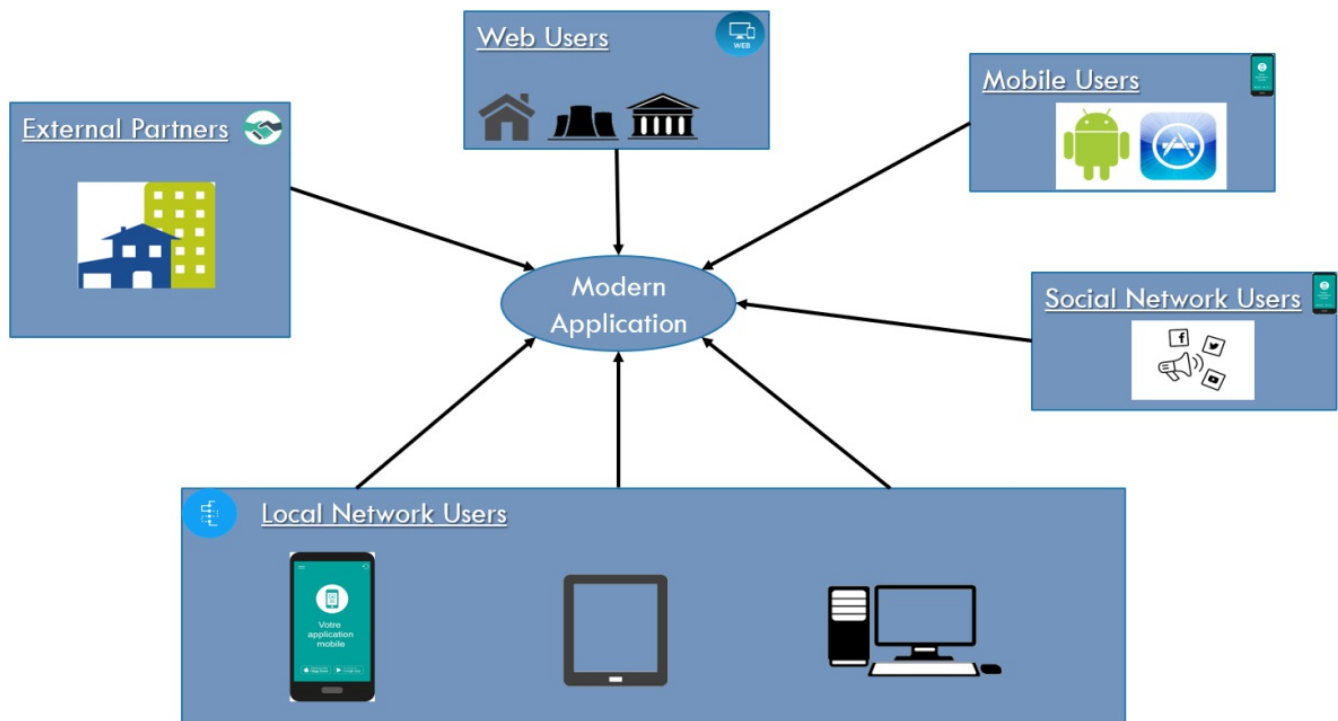 Web Users
WEB
Mobile Users
External Partners
Modern
Application
Social Network Users
Local Network Users
Votre
application
mobile